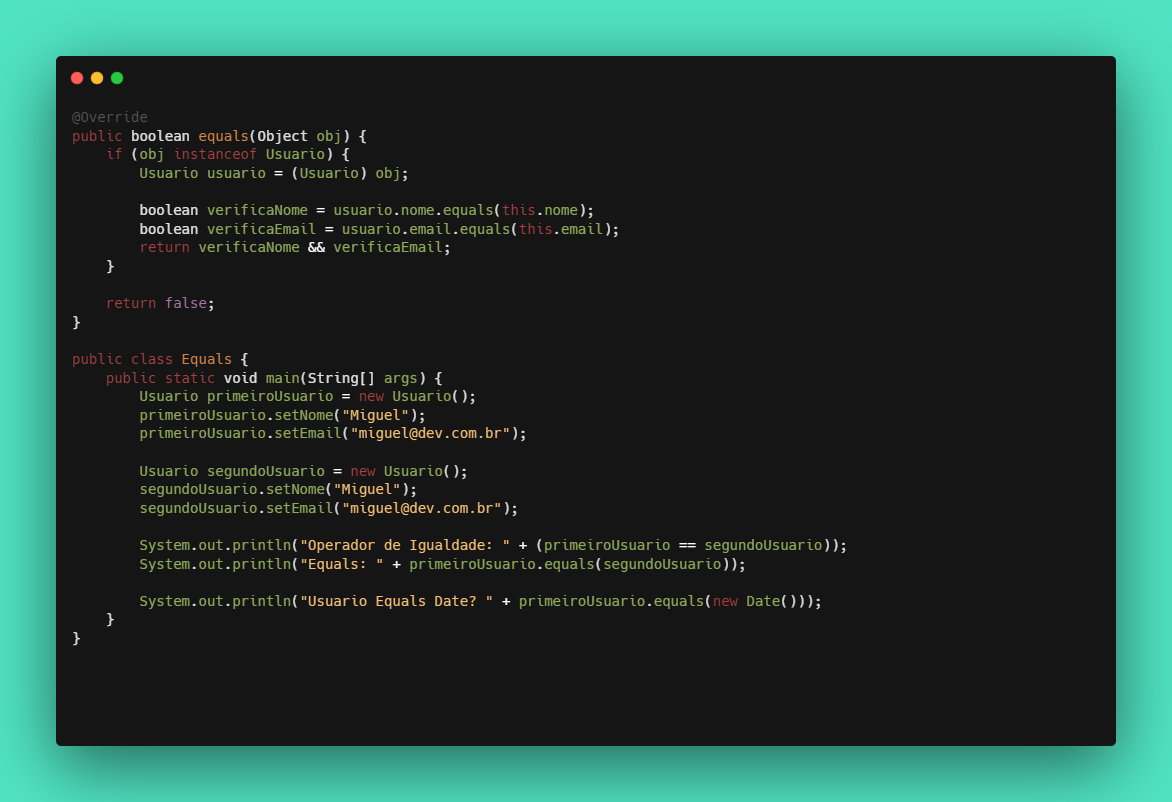 @Override
public boolean equals(Object obj) {
    if (obj instanceof Usuario) {
        Usuario usuario = (Usuario) obj;

        boolean verificaNome = usuario.nome.equals(this.nome);
        boolean verificaEmail = usuario.email.equals(this.email);
        return verificaNome && verificaEmail;
    }

    return false;
}

public class Equals {
    public static void main(String[] args) {
        Usuario primeiroUsuario = new Usuario();
        primeiroUsuario.setNome("Miguel");
        primeiroUsuario.setEmail("miguel@dev.com.br");

        Usuario segundoUsuario = new Usuario();
        segundoUsuario.setNome("Miguel");
        segundoUsuario.setEmail("miguel@dev.com.br");

        System.out.println("Operador de Igualdade: " + (primeiroUsuario == segundoUsuario));
        System.out.println("Equals: " + primeiroUsuario.equals(segundoUsuario));

        System.out.println("Usuario Equals Date? " + primeiroUsuario.equals(new Date()));
    }
}